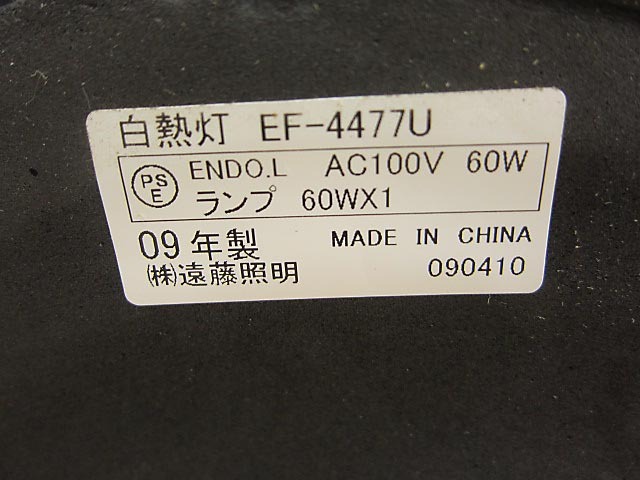 白熱灯 EF-4477U
PS E ENDO.L AC100V 60W
ランプ 60WX1
09年製 MADE IN CHINA
㈱遠藤照明 090410